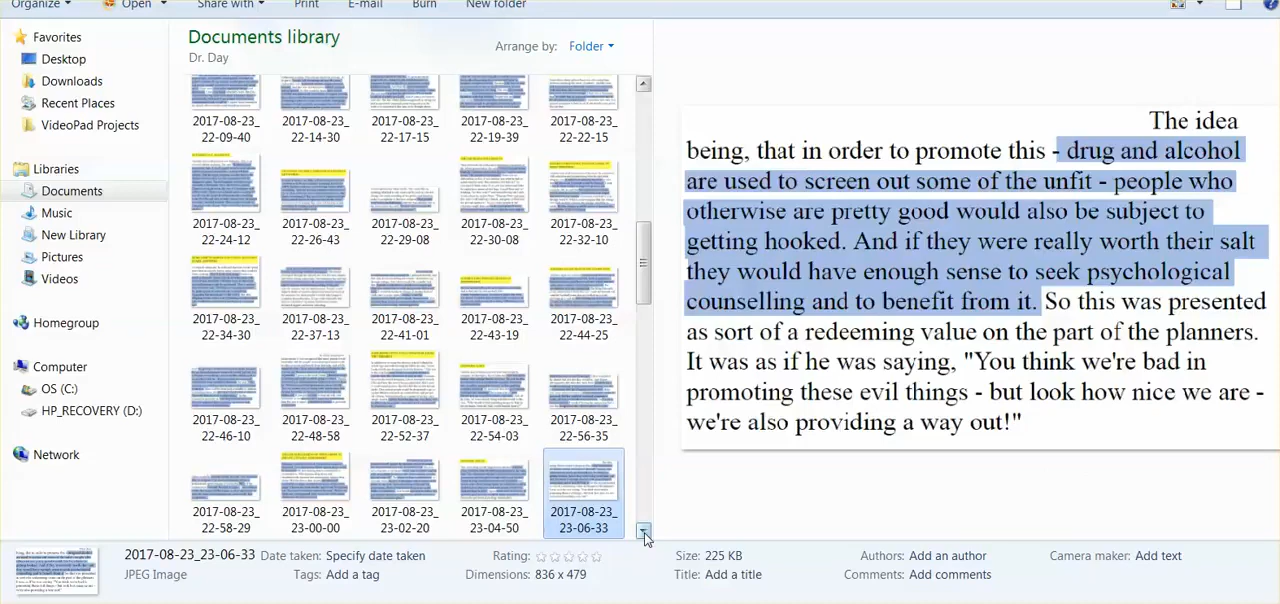 Organize Open Share with Print E-mail Burn New folder
Favorites
Desktop
Downloads
Recent Places
VideoPad Projects
Libraries
Documents
Music
New Library
Pictures
Videos
Homegroup
Computer
OS (C:)
HP_RECOVERY (D:)
Network
Documents library
Dr. Day
Arrange by: Folder
2017-08-23_ 2017-08-23_ 2017-08-23_ 2017-08-23_ 2017-08-23_
22-09-40 22-14-30 22-17-15 22-19-39 22-22-15
2017-08-23_ 2017-08-23_ 2017-08-23_ 2017-08-23_ 2017-08-23_
22-24-12 22-26-43 22-29-08 22-30-08 22-32-10
2017-08-23_ 2017-08-23_ 2017-08-23_ 2017-08-23_ 2017-08-23_
22-34-30 22-37-13 22-41-01 22-43-19 22-44-25
2017-08-23_ 2017-08-23_ 2017-08-23_ 2017-08-23_ 2017-08-23_
22-46-10 22-48-58 22-52-37 22-54-03 22-56-35
2017-08-23_ 2017-08-23_ 2017-08-23_ 2017-08-23_ 2017-08-23_
22-58-29 23-00-00 23-02-20 23-04-50 23-06-33
The idea
being, that in order to promote this - drug and alcohol
are used to screen out some of the unfit - people who
otherwise are pretty good would also be subject to
getting hooked. And if they were really worth their salt
they would have enough sense to seek psychological
counselling and to benefit from it. So this was presented
as sort of a redeeming value on the part of the planners.
It was as if he was saying, "You think we're bad in
promoting these evil things - but look how nice we are -
we're also providing a way out!"
2017-08-23_23-06-33 Date taken: Specify date taken Rating: Size: Authors: Add an author Camera maker: Add text
JPEG Image Tags: Add a tag Dimensions: 836 x 479 Title: Comments: Add comments